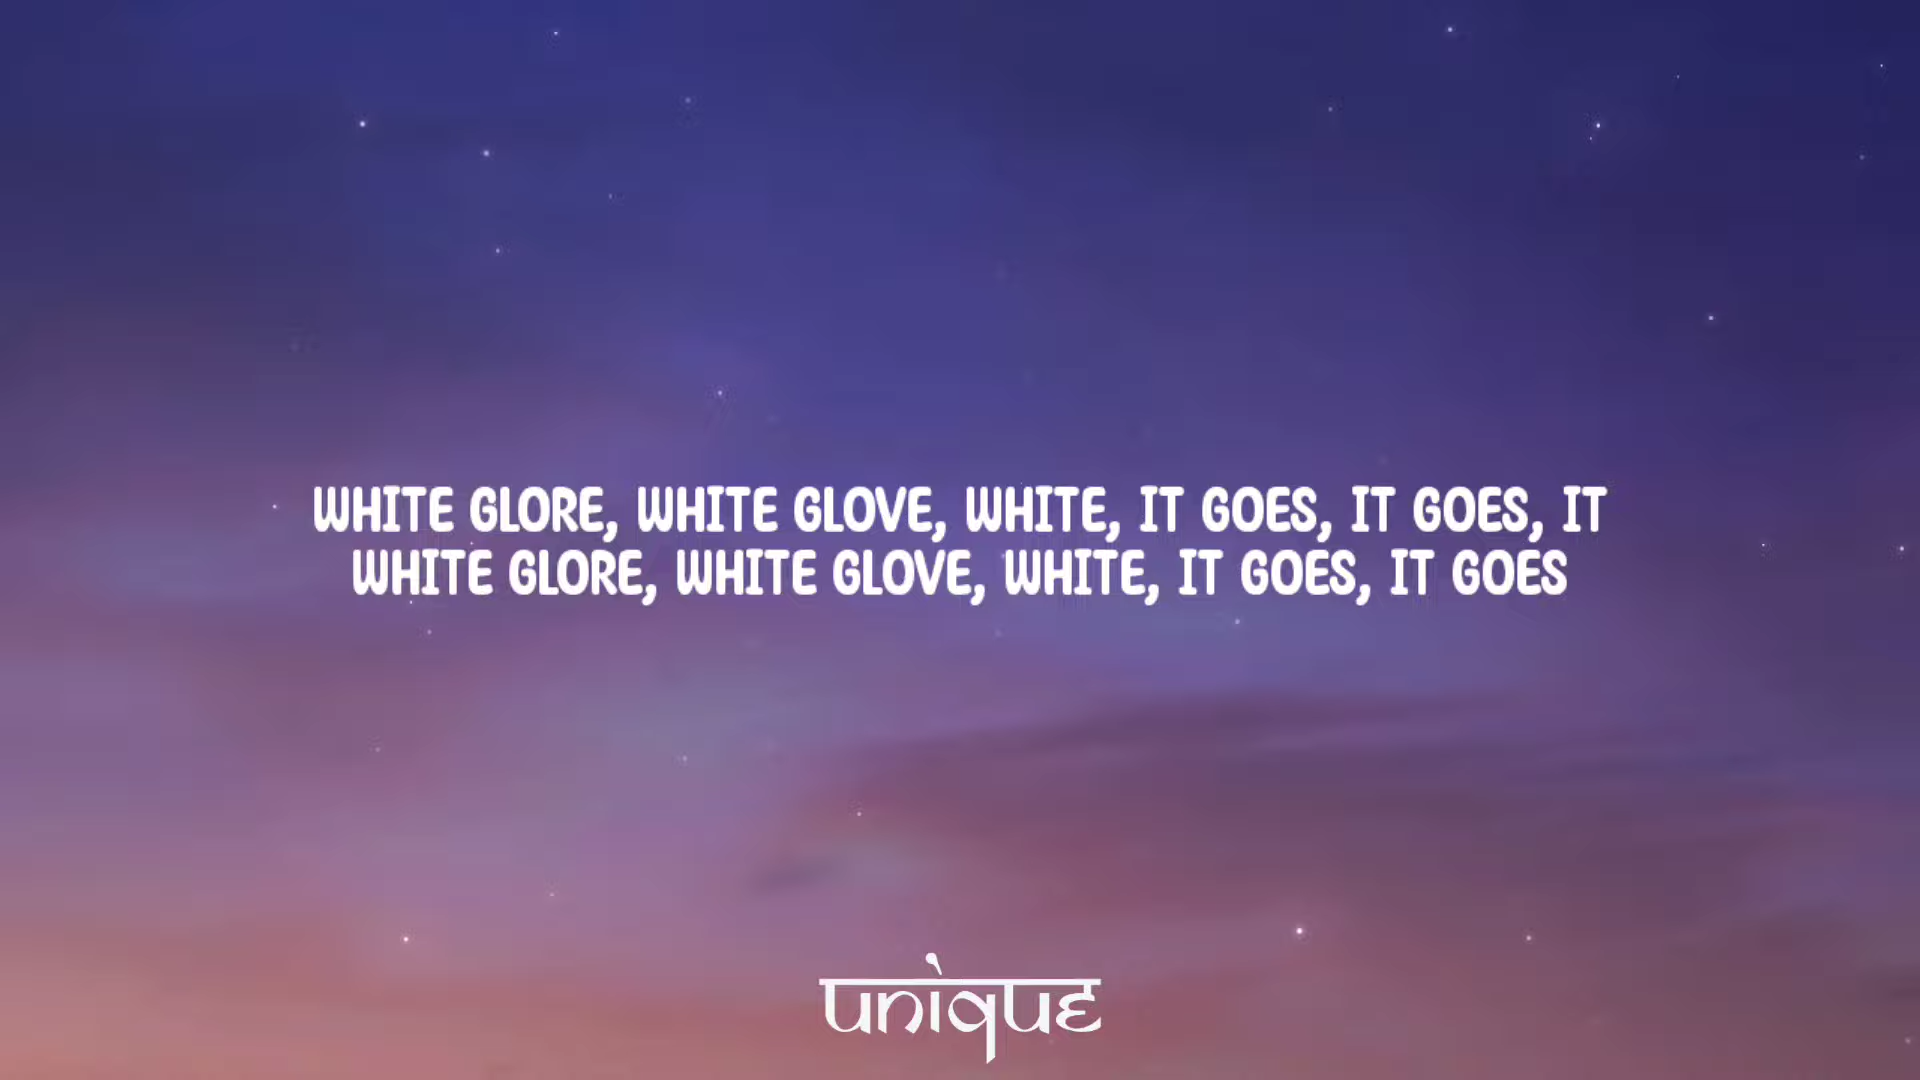 WHITE GLORE, WHITE GLOVE, WHITE, IT GOES, IT GOES, IT
WHITE GLORE, WHITE GLOVE, WHITE, IT GOES, IT GOES
unique